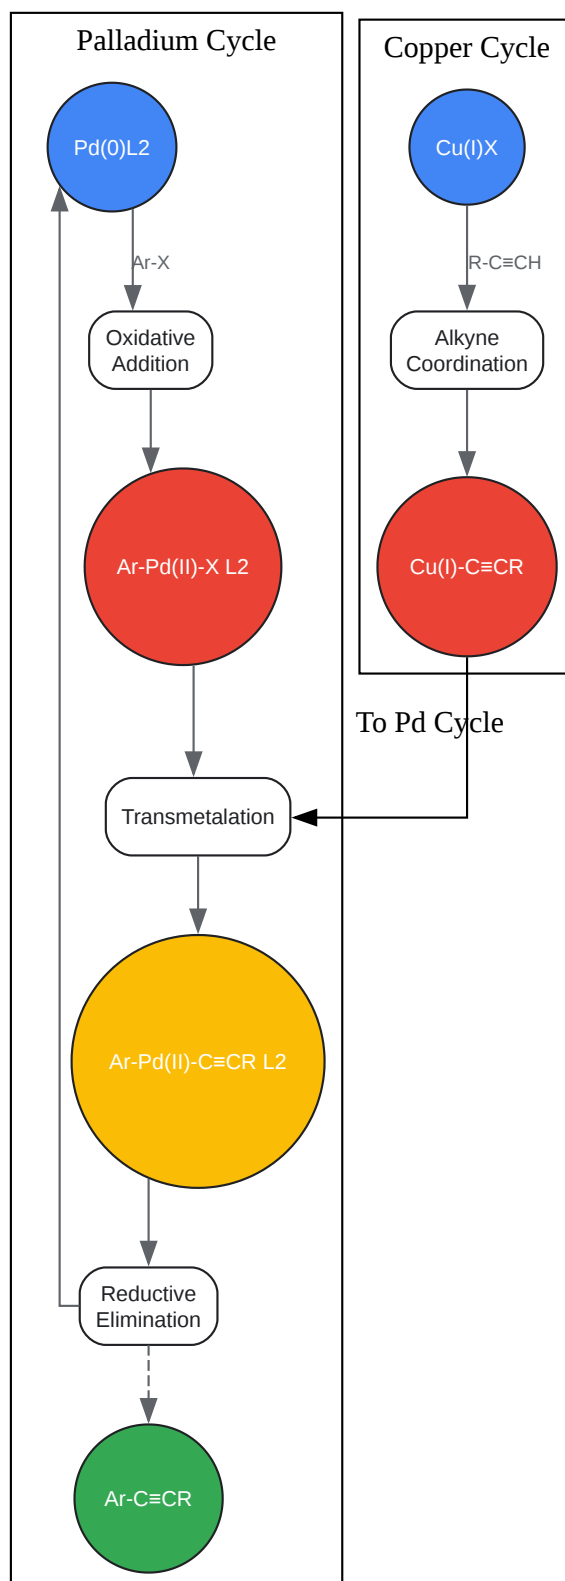 Palladium Cycle
Pd(0)L2
Ar-X
Oxidative
Addition
Ar-Pd(II)-X L2
Transmetalation
Ar-Pd(II)-C≡CR L2
Reductive
Elimination
Ar-C≡CR
Copper Cycle
Cu(I)X
R-C≡CH
Alkyne
Coordination
Cu(I)-C≡CR
To Pd Cycle